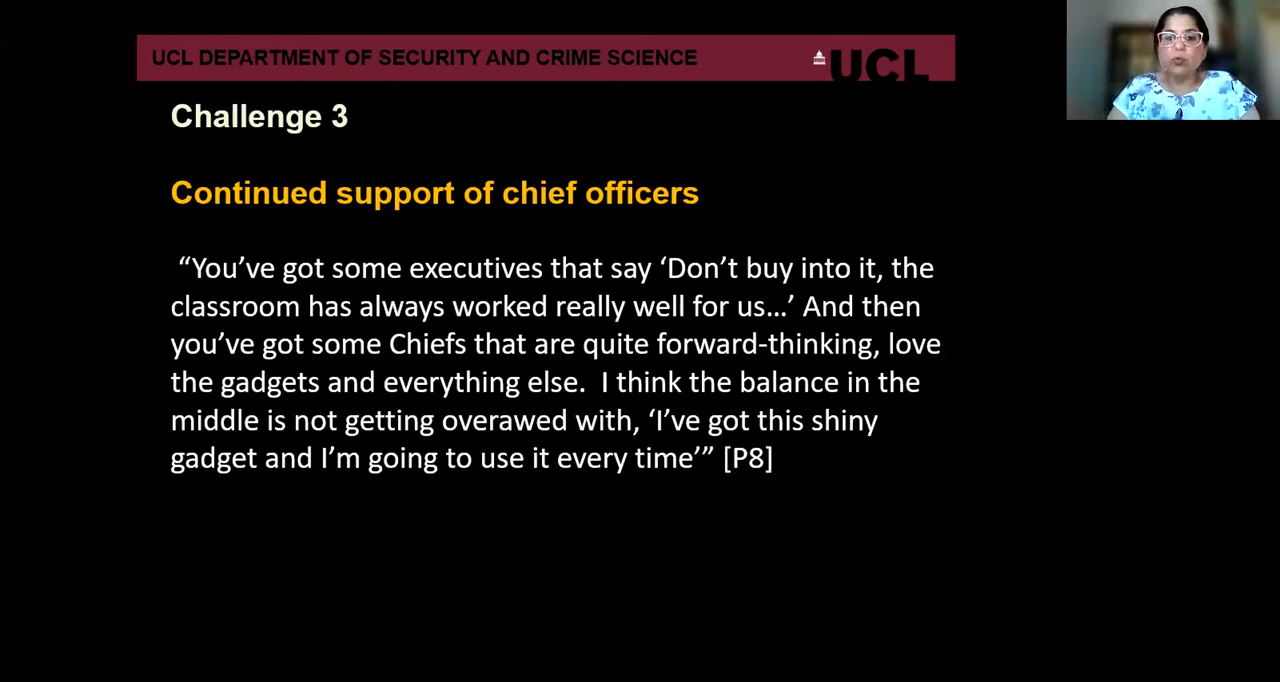 UCL DEPARTMENT OF SECURITY AND CRIME SCIENCE
UCL
Challenge 3
Continued support of chief officers
“You’ve got some executives that say ‘Don’t buy into it, the
classroom has always worked really well for us…’ And then
you’ve got some Chiefs that are quite forward-thinking, love
the gadgets and everything else.  I think the balance in the
middle is not getting overawed with, ‘I’ve got this shiny
gadget and I’m going to use it every time’” [P8]